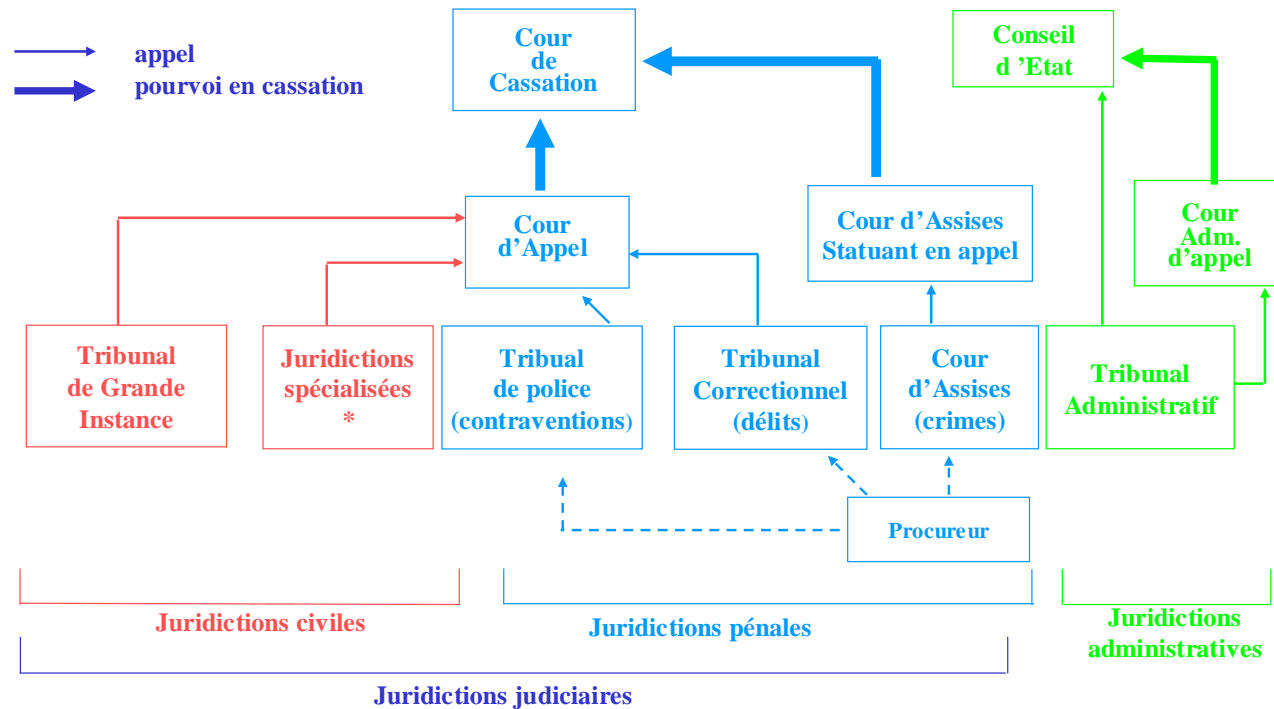 appel
pourvoi en cassation
Cour
de
Cassation
Conseil
d ’Etat
Cour
d’Appel
Cour d’Assises
Statuant en appel
Cour
Adm.
d’appel
Tribunal
de Grande
Instance
Juridictions
spécialisées
*
Tribual
de police
(contraventions)
Tribunal
Correctionnel
(délits)
Cour
d’Assises
(crimes)
Tribunal
Administratif
Procureur
Juridictions civiles
Juridictions pénales
Juridictions
administratives
Juridictions judiciaires